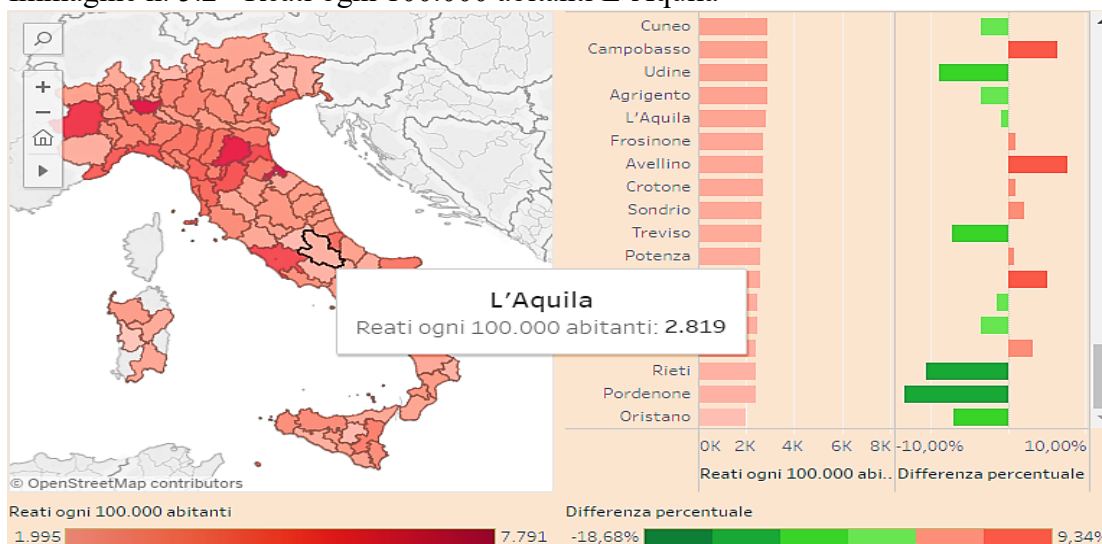 Cuneo
Campobasso
Udine
Agrigento
L'Aquila
Frosinone
Avellino
Crotone
Sondrio
Treviso
Potenza
L'Aquila
Reati ogni 100.000 abitanti: 2.819
Rieti
Pordenone
Oristano
0K 2K 4K 6K 8K -10,00% 10,00%
Reati ogni 100.000 abi.. Differenza percentuale
© OpenStreetMap contributors
Reati ogni 100.000 abitanti
1.995 7.791
Differenza percentuale
-18,68% 9,34%